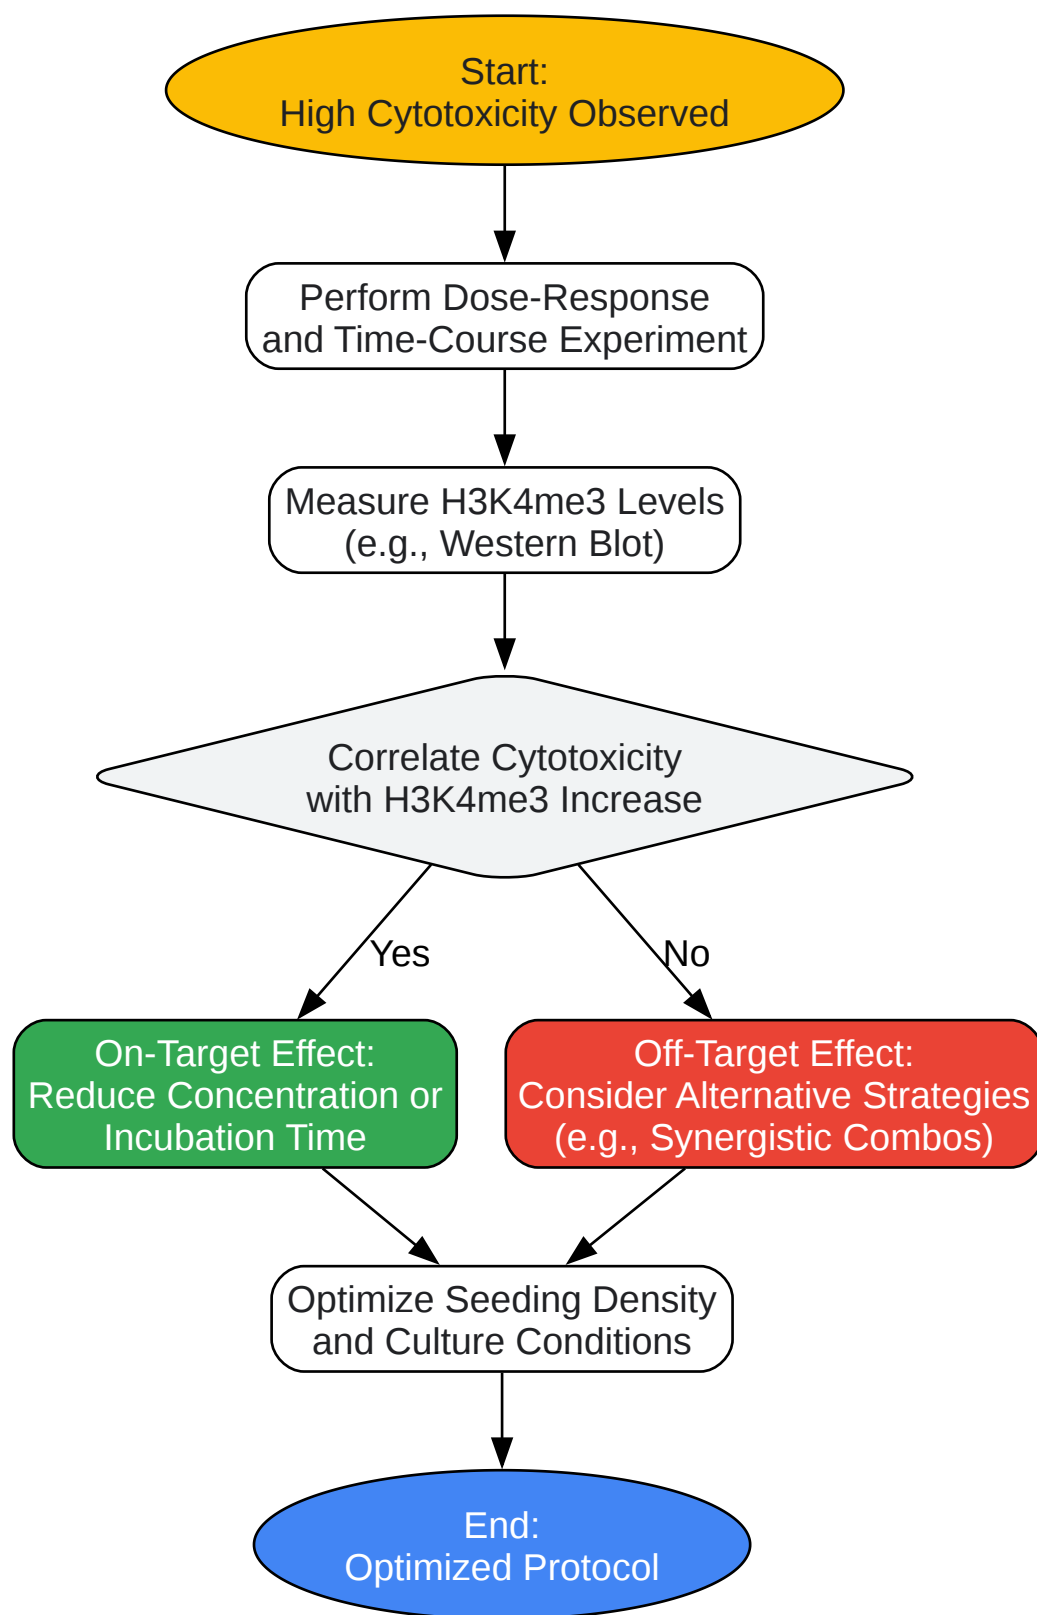 Start:
High Cytotoxicity Observed
Perform Dose-Response
and Time-Course Experiment
Measure H3K4me3 Levels
(e.g., Western Blot)
Correlate Cytotoxicity
with H3K4me3 Increase
Yes
No
On-Target Effect:
Reduce Concentration or
Incubation Time
Off-Target Effect:
Consider Alternative Strategies
(e.g., Synergistic Combos)
Optimize Seeding Density
and Culture Conditions
End:
Optimized Protocol